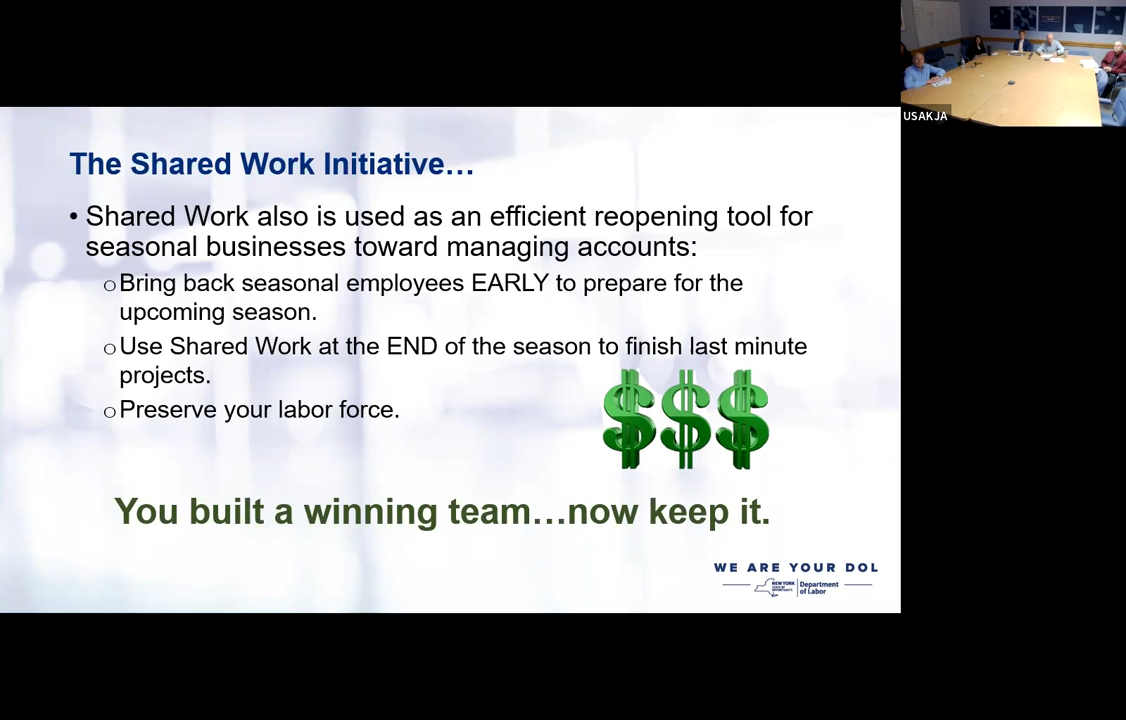 USAKJA
The Shared Work Initiative…
• Shared Work also is used as an efficient reopening tool for
seasonal businesses toward managing accounts:
○ Bring back seasonal employees EARLY to prepare for the
upcoming season.
○ Use Shared Work at the END of the season to finish last minute
projects.
○ Preserve your labor force.
$$$
You built a winning team…now keep it.
WE ARE YOUR DOL
NEW YORK
Department
of Labor